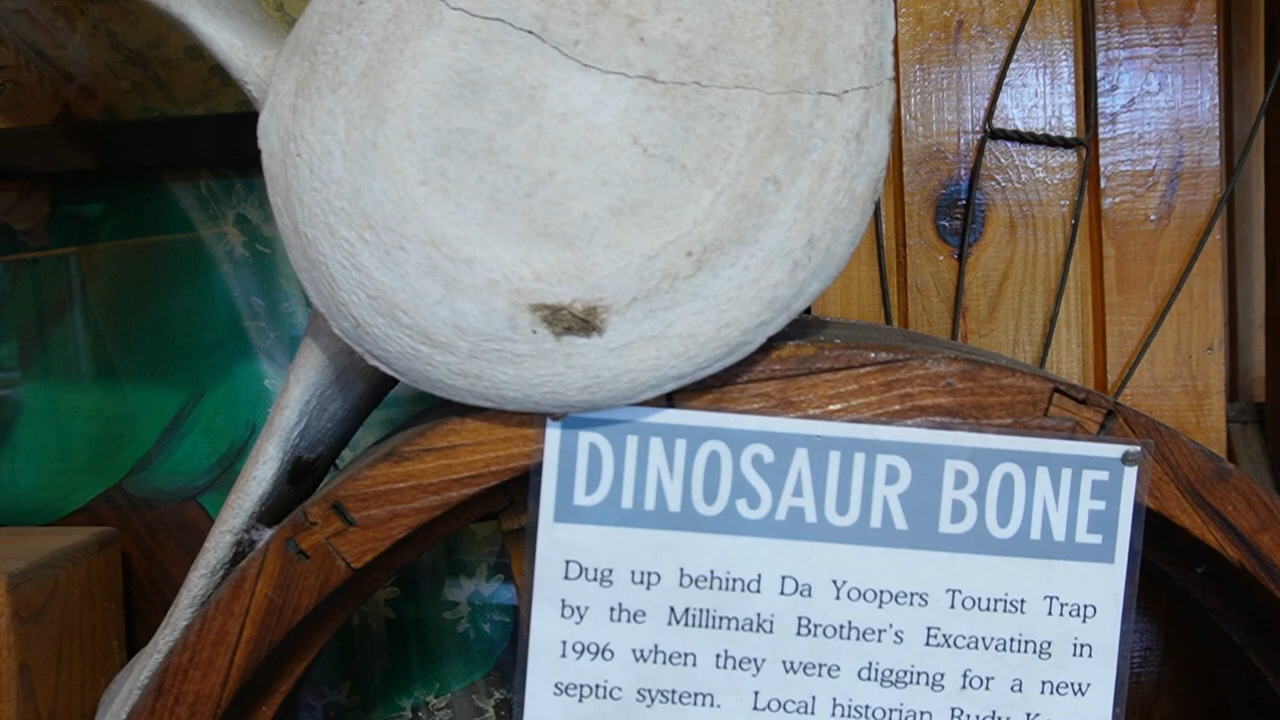 DINOSAUR BONE
Dug up behind Da Yoopers Tourist Trap
by the Millimaki Brother's Excavating in
1996 when they were digging for a new
septic system. Local historian Rudy